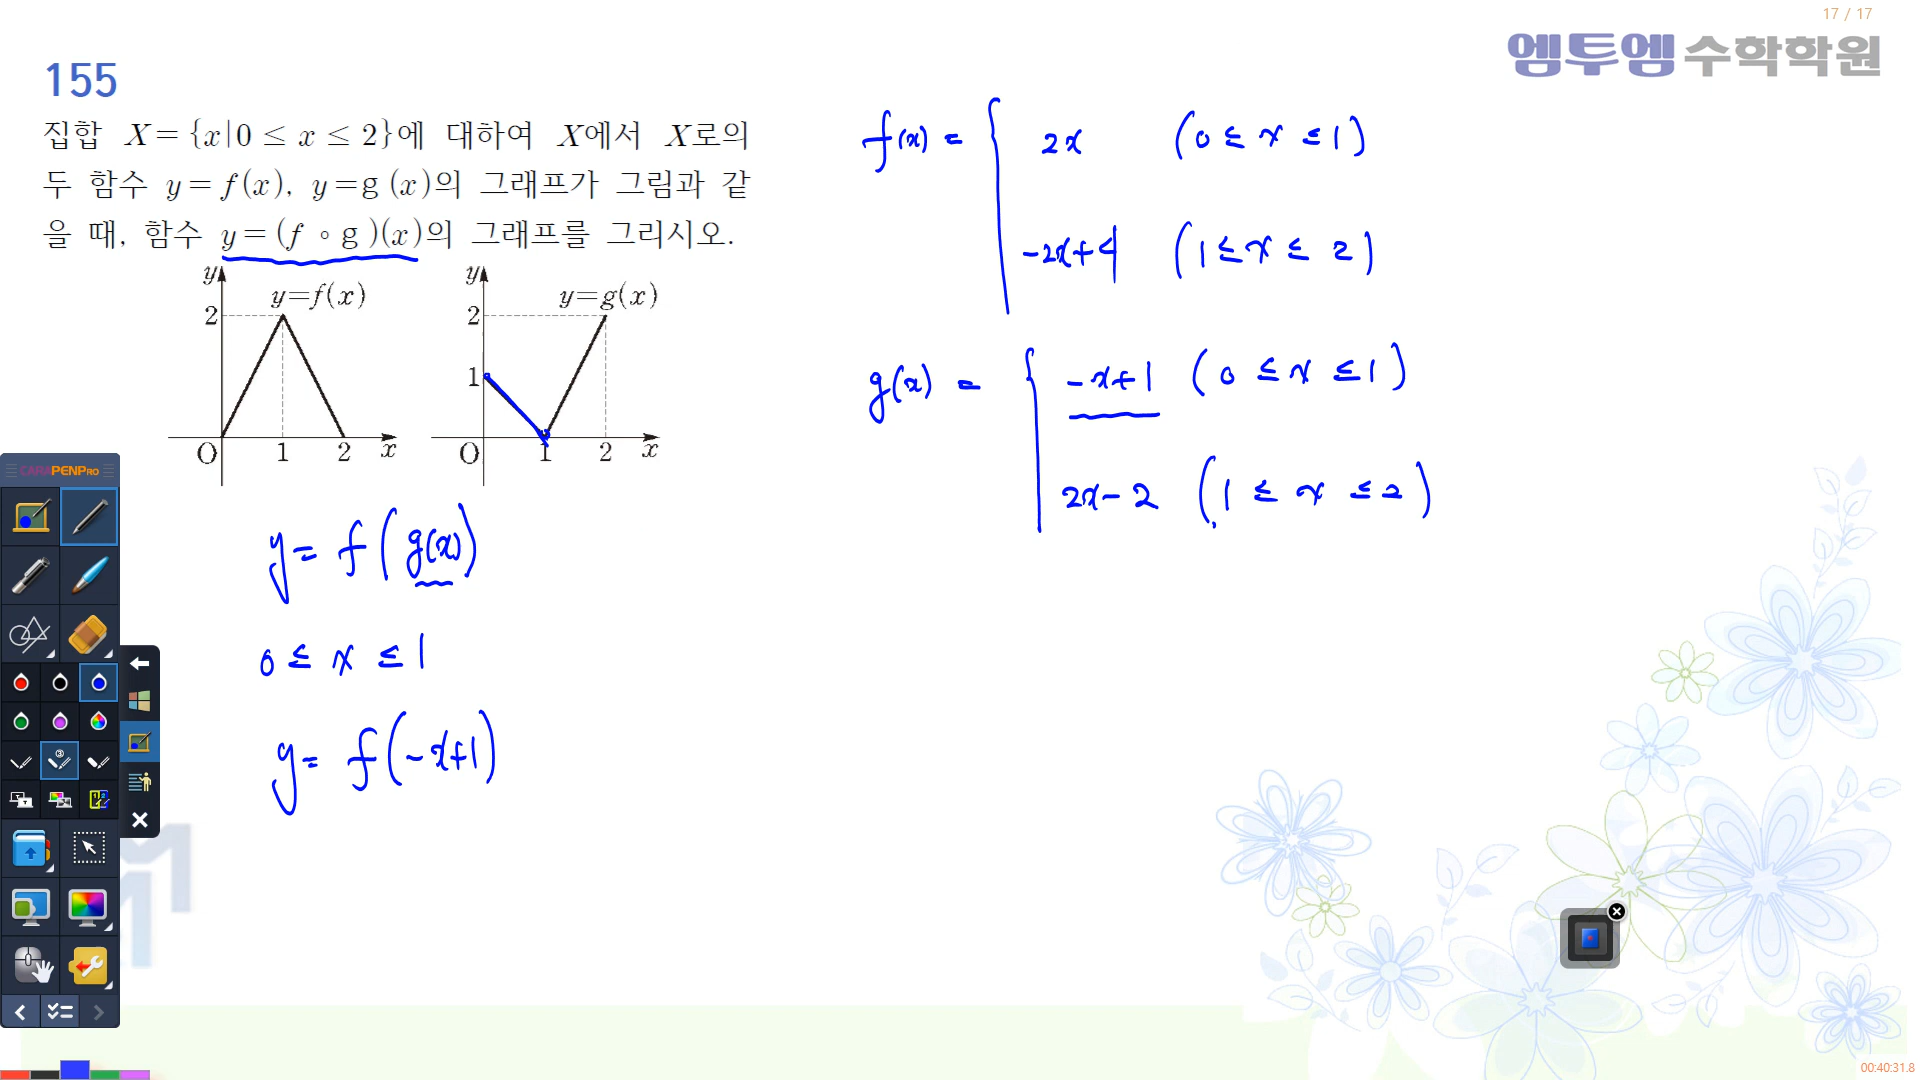 17 / 17
엠투엠 수학학원
155
집합 X={x|0 ≤ x ≤ 2}에 대하여 X에서 X로의
두 함수 y=f(x), y=g(x)의 그래프가 그림과 같
을 때, 함수 y=(f∘g)(x)의 그래프를 그리시오.
y
y=f(x)
2
O 1 2 x
y
y=g(x)
2
1
O 1 2 x
y = f(g(x))
0 ≤ x ≤ 1
y = f(-x+1)
f(x) = { 2x (0 ≤ x ≤ 1)
-2x+4 (1 ≤ x ≤ 2)
g(x) = { -x+1 (0 ≤ x ≤ 1)
2x-2 (1 ≤ x ≤ 2)
CARAPENPRO
00:40:31.8